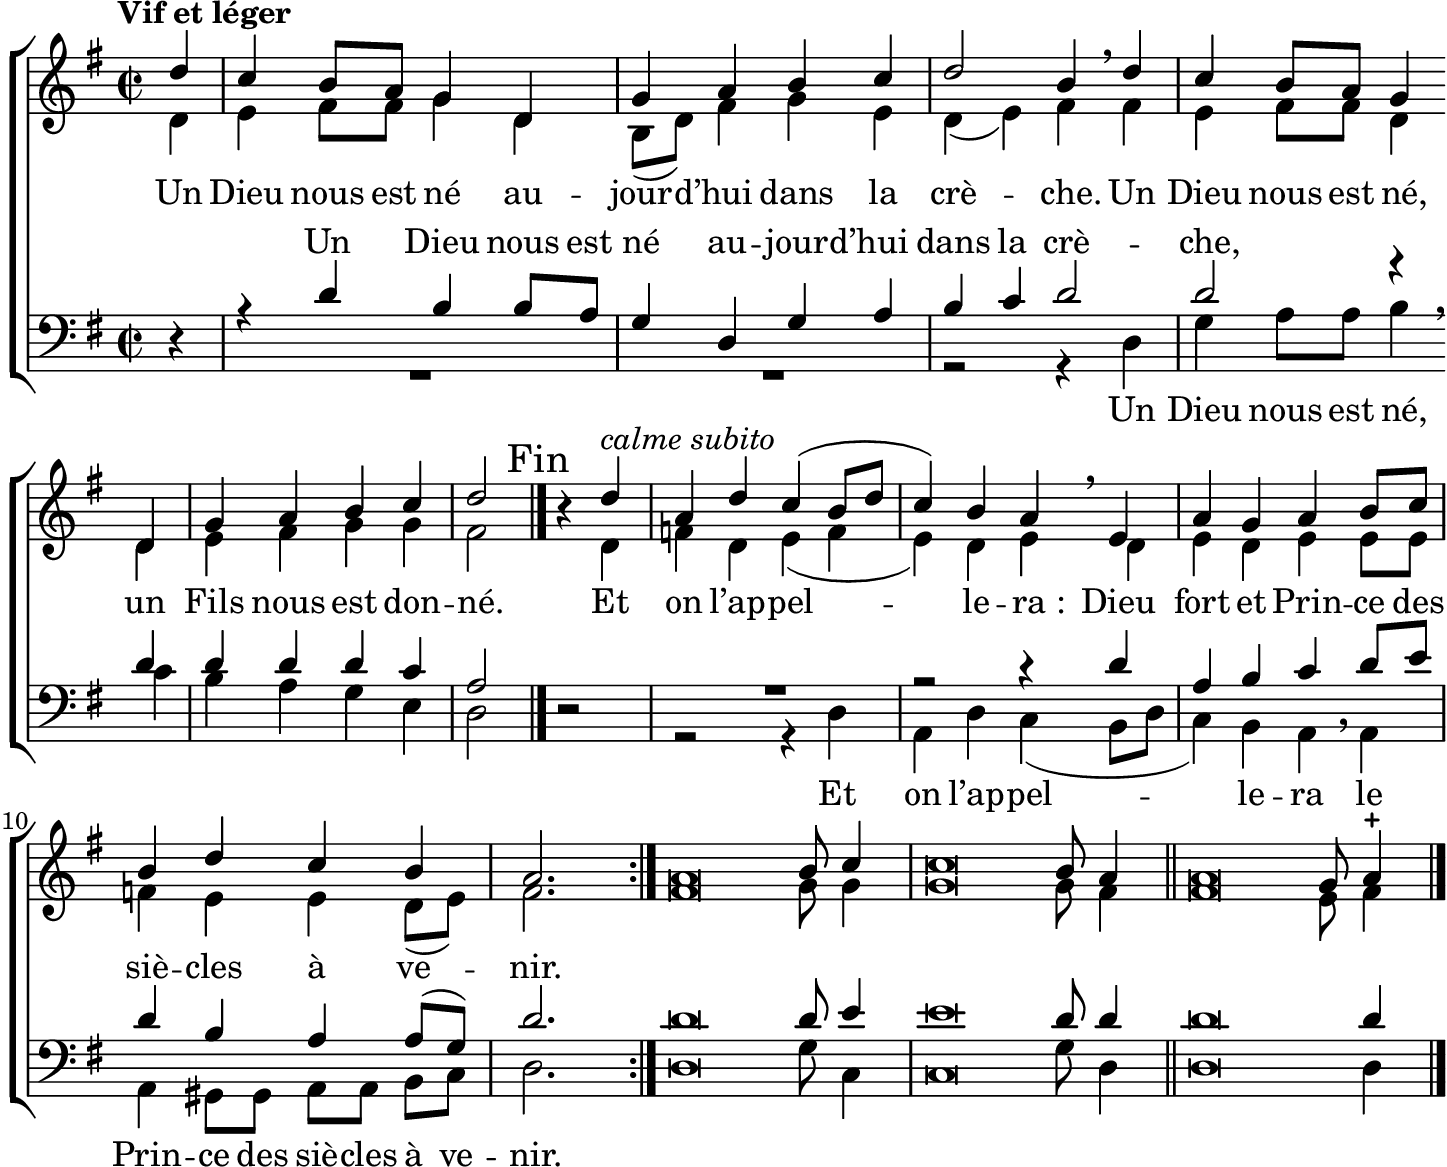 Vif et léger
Un Dieu nous est né au - jourd’hui dans la crè - che. Un Dieu nous est né,
Un Dieu nous est né au - jourd’hui dans la crè - che,
Un Dieu nous est né,
Fin calme subito
un Fils nous est don - né. Et on l’appel - le - ra : Dieu fort et Prin - ce des
Et on l’appel - le - ra le
10
siè - cles à ve - nir.
Prin - ce des siècles à ve - nir.